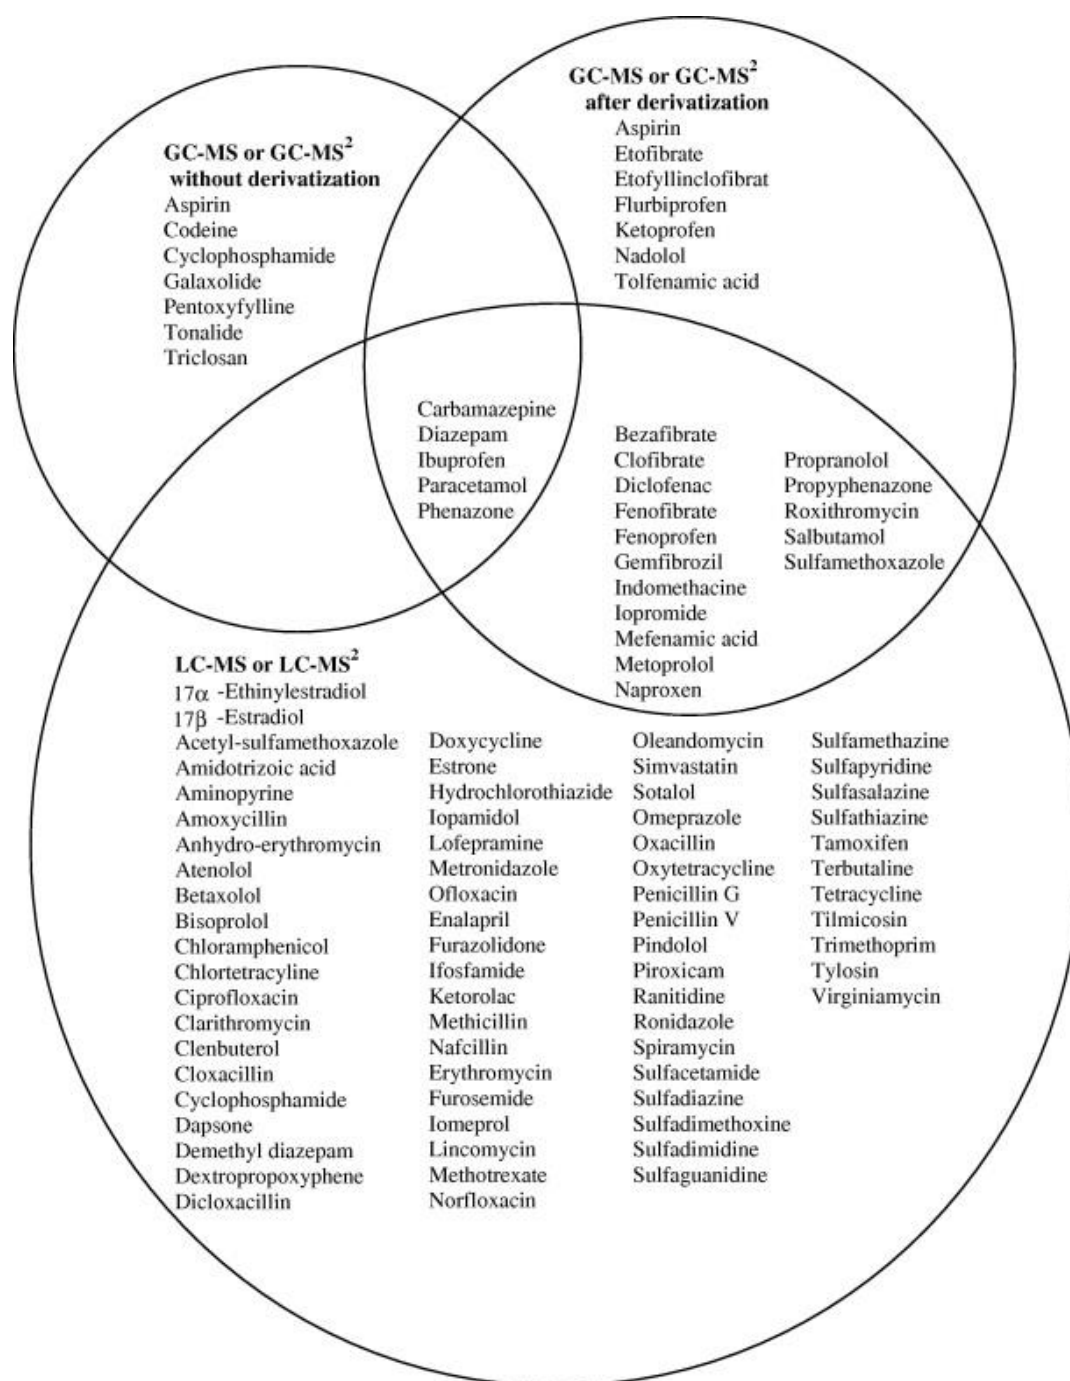 GC-MS or GC-MS²
after derivatization
Aspirin
Etofibrate
Etofyllinclofibrat
Flurbiprofen
Ketoprofen
Nadolol
Tolfenamic acid
GC-MS or GC-MS²
without derivatization
Aspirin
Codeine
Cyclophosphamide
Galaxolide
Pentoxyfylline
Tonalide
Triclosan
Carbamazepine
Diazepam
Ibuprofen
Paracetamol
Phenazone
Bezafibrate
Clofibrate
Diclofenac
Fenofibrate
Fenoprofen
Gemfibrozil
Indomethacine
Iopromide
Mefenamic acid
Metoprolol
Naproxen
Propranolol
Propyphenazone
Roxithromycin
Salbutamol
Sulfamethoxazole
LC-MS or LC-MS²
17α -Ethinylestradiol
17β -Estradiol
Acetyl-sulfamethoxazole
Amidotrizoic acid
Aminopyrine
Amoxycillin
Anhydro-erythromycin
Atenolol
Betaxolol
Bisoprolol
Chloramphenicol
Chlortetracyline
Ciprofloxacin
Clarithromycin
Clenbuterol
Cloxacillin
Cyclophosphamide
Dapsone
Demethyl diazepam
Dextropropoxyphene
Dicloxacillin
Doxycycline
Estrone
Hydrochlorothiazide
Iopamidol
Lofepramine
Metronidazole
Ofloxacin
Enalapril
Furazolidone
Ifosfamide
Ketorolac
Methicillin
Nafcillin
Erythromycin
Furosemide
Iomeprol
Lincomycin
Methotrexate
Norfloxacin
Oleandomycin
Simvastatin
Sotalol
Omeprazole
Oxacillin
Oxytetracycline
Penicillin G
Penicillin V
Pindolol
Piroxicam
Ranitidine
Ronidazole
Spiramycin
Sulfacetamide
Sulfadiazine
Sulfadimethoxine
Sulfadimidine
Sulfaguanidine
Sulfamethazine
Sulfapyridine
Sulfasalazine
Sulfathiazine
Tamoxifen
Terbutaline
Tetracycline
Tilmicosin
Trimethoprim
Tylosin
Virginiamycin